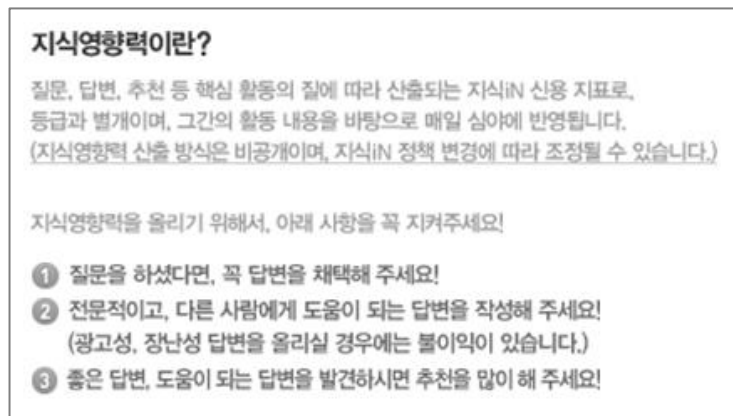 지식영향력이란?
질문, 답변, 추천 등 핵심 활동의 질에 따라 산출되는 지식iN 신용 지표로,
등급과 별개이며, 그간의 활동 내용을 바탕으로 매일 심야에 반영됩니다.
(지식영향력 산출 방식은 비공개이며, 지식iN 정책 변경에 따라 조정될 수 있습니다.)
지식영향력을 올리기 위해서, 아래 사항을 꼭 지켜주세요!
1 질문을 하셨다면, 꼭 답변을 채택해 주세요!
2 전문적이고, 다른 사람에게 도움이 되는 답변을 작성해 주세요!
(광고성, 장난성 답변을 올리실 경우에는 불이익이 있습니다.)
3 좋은 답변, 도움이 되는 답변을 발견하시면 추천을 많이 해 주세요!